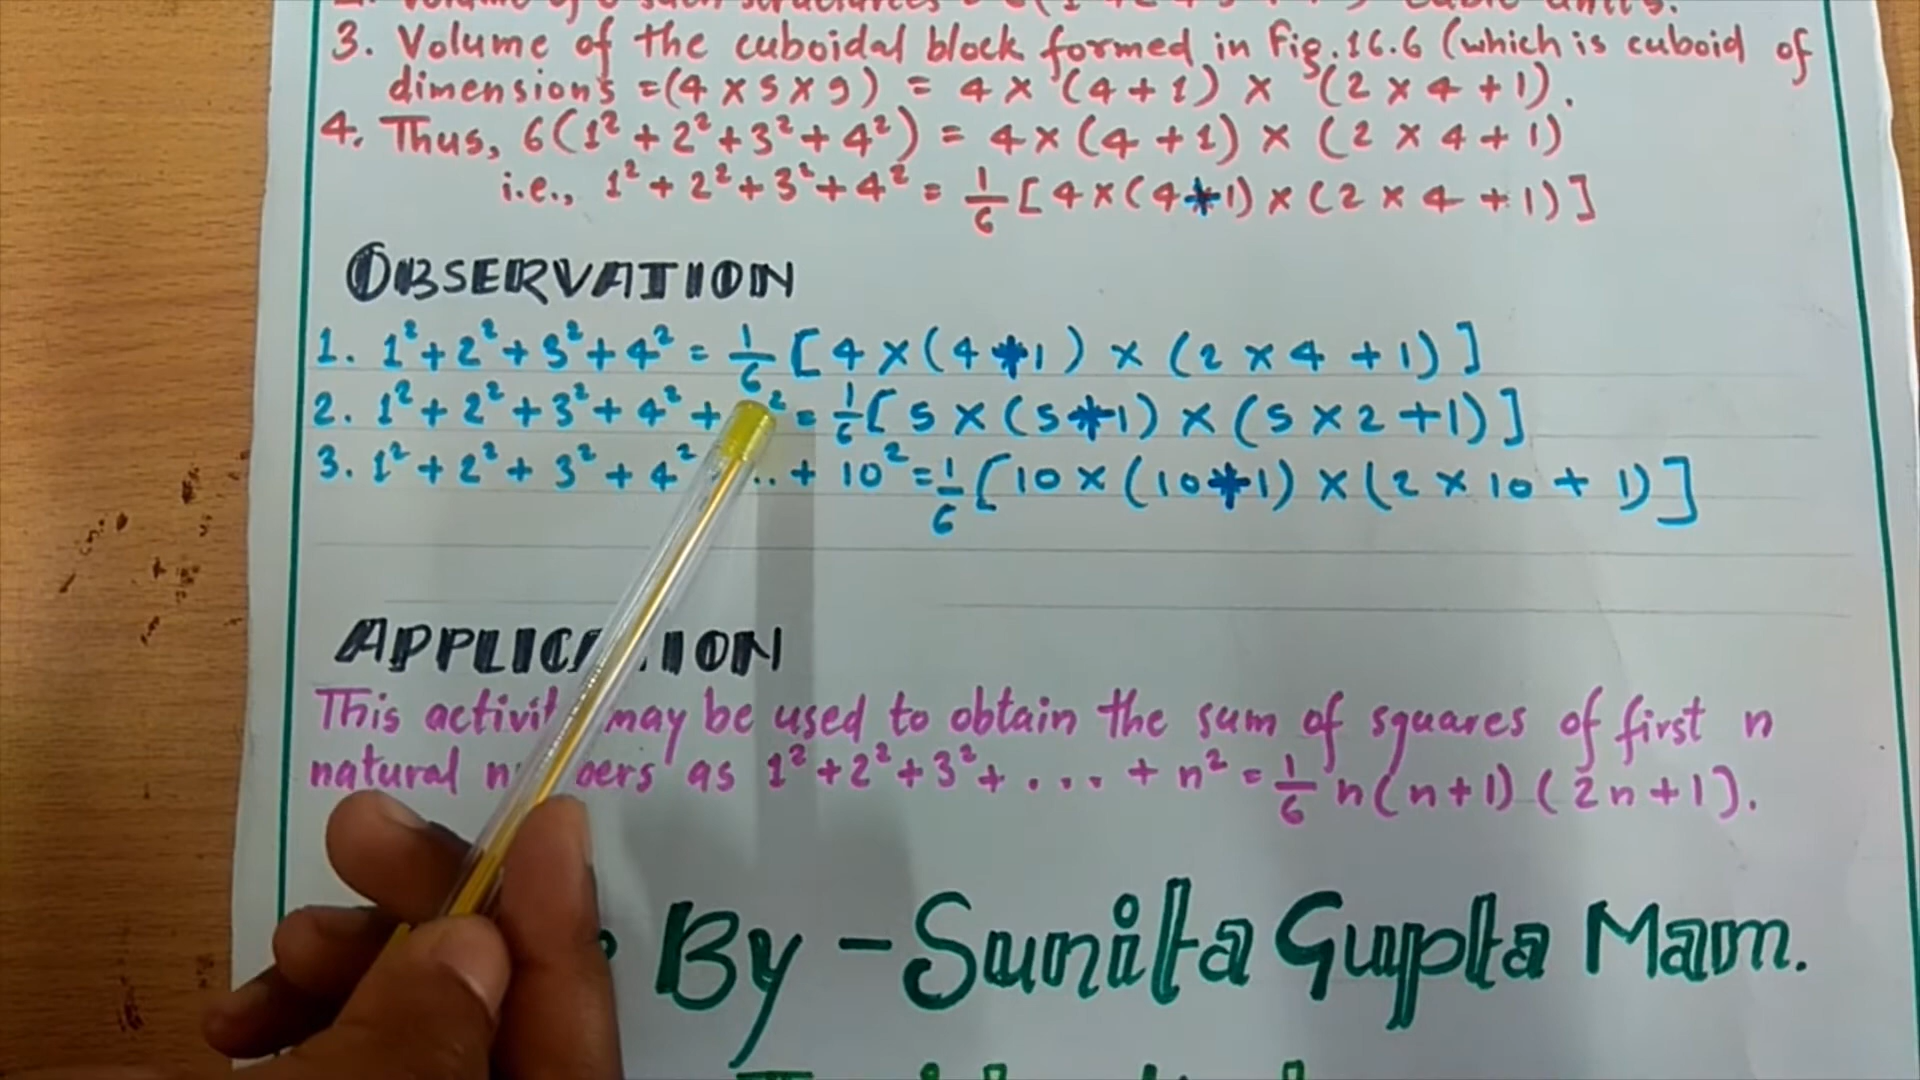 3. Volume of the cuboidal block formed in Fig.16.6 (which is cuboid of
dimensions =(4 x 5 x 9) = 4 x (4+1) x (2 x 4 +1).
4. Thus, 6(1² + 2² + 3² + 4²) = 4 x (4 + 1) x (2 x 4 + 1)
i.e., 1² + 2² + 3² + 4² = 1/6 [4 x (4+1) x (2 x 4 + 1)]
OBSERVATION
1. 1² + 2² + 3² + 4² = 1/6 [4 x (4+1) x (2 x 4 + 1)]
2. 1² + 2² + 3² + 4² + ² = 1/6 [5 x (5+1) x (5 x 2 + 1)]
3. 1² + 2² + 3² + 4² .. + 10² = 1/6 [10 x (10+1) x (2 x 10 + 1)]
APPLICATION
This activity may be used to obtain the sum of squares of first n
natural numbers as 1² + 2² + 3² + ... + n² = 1/6 n(n+1) (2n+1).
By - Sunita Gupta Mam.